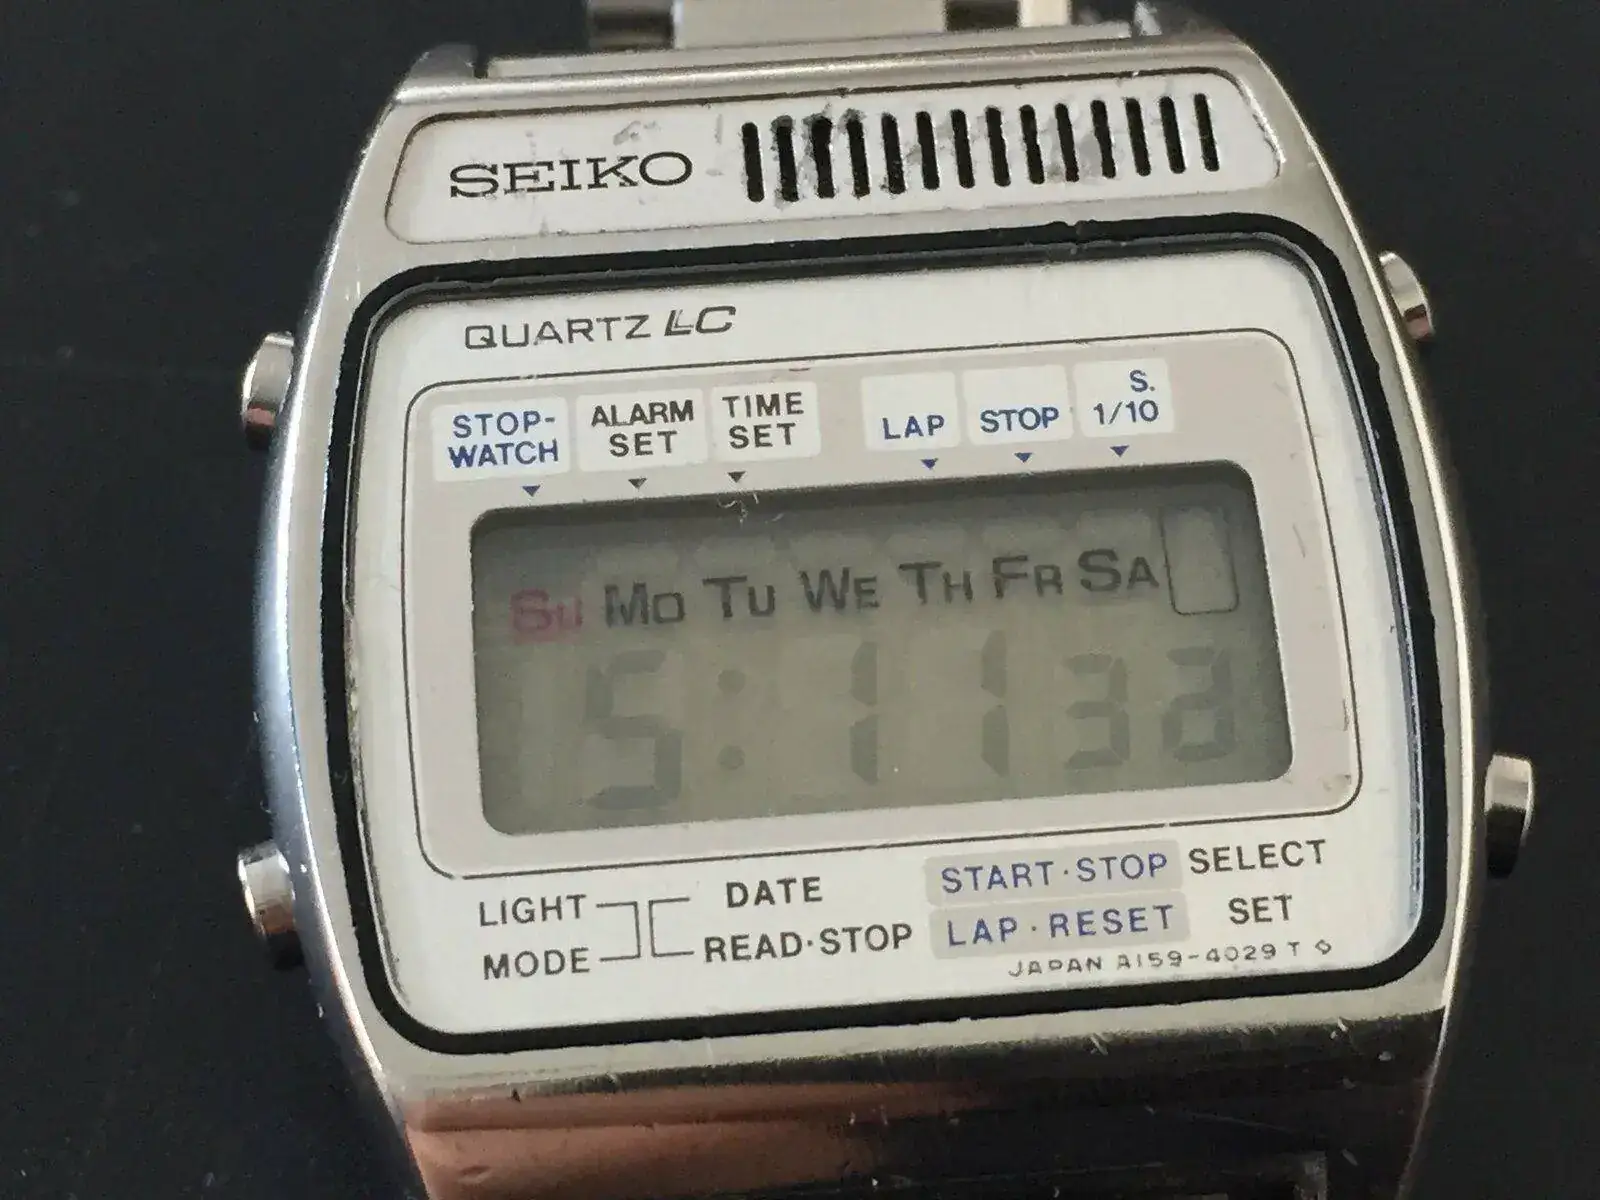 SEIKO
QUARTZ LC
STOP-
WATCH
ALARM
SET
TIME
SET
LAP
STOP
S.
1/10
SU MO TU WE TH FR SA
5:11
LIGHT
MODE
DATE
READ·STOP
START·STOP
LAP·RESET
SELECT
SET
JAPAN A159-4029 T